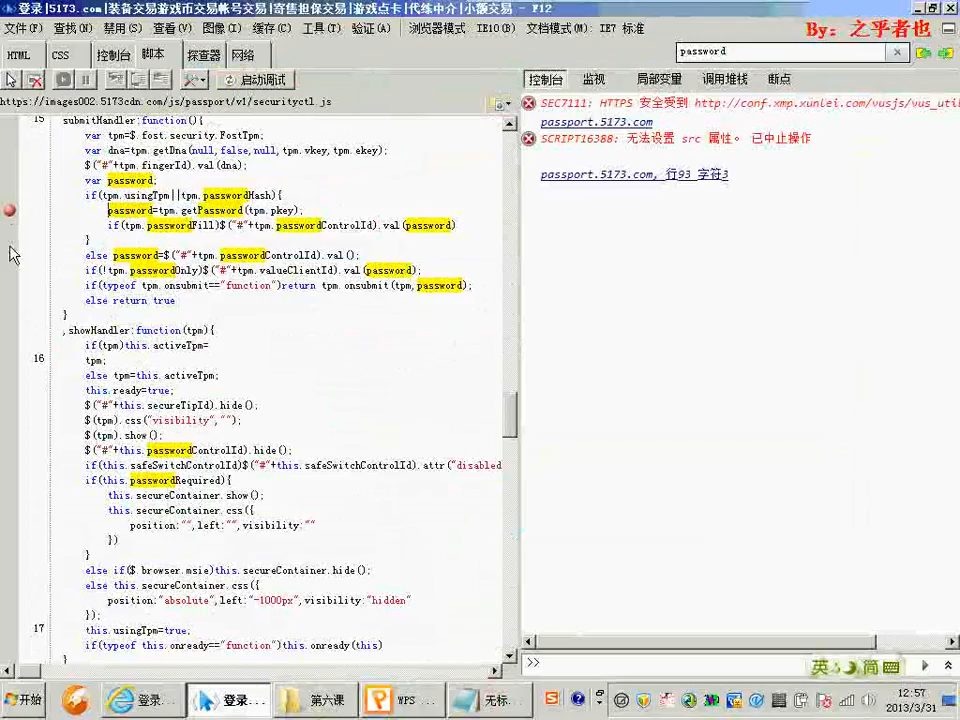 登录|5173.com|装备交易游戏币交易帐号交易|寄售担保交易|游戏点卡|代练中介|小额交易 - F12
文件(F) 查找(N) 禁用(S) 查看(V) 图像(I) 缓存(C) 工具(T) 验证(A) 浏览器模式: IE10(B) 文档模式(M): IE7 标准
By：之乎者也
HTML CSS 控制台 脚本 探查器 网络
password
启动调试
控制台 监视 局部变量 调用堆栈 断点
https://images002.5173cdn.com/js/passport/v1/securityctl.js
15 submitHandler:function(){
var tpm=$.fost.security.FostTpm;
var dna=tpm.getDna(null,false,null,tpm.vkey,tpm.ekey);
$("#"+tpm.fingerId).val(dna);
var password;
if(tpm.usingTpm||tpm.passwordHash){
password=tpm.getPassword(tpm.pkey);
if(tpm.passwordFill)$("#"+tpm.passwordControlId).val(password)
}
else password=$("#"+tpm.passwordControlId).val();
if(!tpm.passwordOnly)$("#"+tpm.valueClientId).val(password);
if(typeof tpm.onsubmit=="function")return tpm.onsubmit(tpm,password);
else return true
}
,showHandler:function(tpm){
if(tpm)this.activeTpm=
16 tpm;
else tpm=this.activeTpm;
this.ready=true;
$("#"+this.secureTipId).hide();
$(tpm).css("visibility","");
$(tpm).show();
$("#"+this.passwordControlId).hide();
if(this.safeSwitchControlId)$("#"+this.safeSwitchControlId).attr("disabled
if(this.passwordRequired){
this.secureContainer.show();
this.secureContainer.css({
position:"",left:"",visibility:""
})
}
else if($.browser.msie)this.secureContainer.hide();
else this.secureContainer.css({
position:"absolute",left:"-1000px",visibility:"hidden"
});
17 this.usingTpm=true;
if(typeof this.onready=="function")this.onready(this)
}
SEC7111: HTTPS 安全受到 http://conf.xmp.xunlei.com/vusjs/vus_uti
passport.5173.com
SCRIPT16388: 无法设置 src 属性。 已中止操作
passport.5173.com, 行93 字符3
>>
英 简
开始 登录... 登录... 第六课 WPS ... 无标...
12:57
2013/3/31